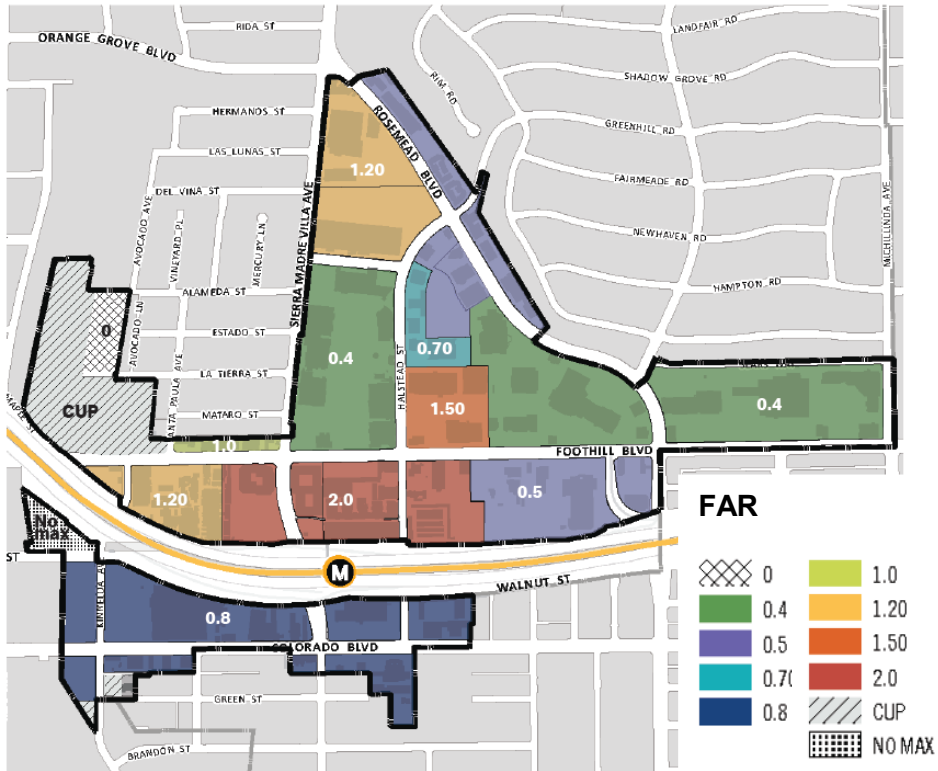 RIDA ST
LANDFAIR RD
ORANGE GROVE BLVD
RIM RD
SHADOW GROVE RD
HERMANOS ST
ROSEMEAD BLVD
GREENHILL RD
LAS LUNAS ST
1.20
DEL VINA ST
FAIRMEADE RD
AVOCADO AVE
VINEYARD PL
MERCURY LN
SIERRA MADRE VILLA AVE
MICHILLINDA AVE
NEWHAVEN RD
ALAMEDA ST
HAMPTON RD
0
AVOCADO LN
ESTADO ST
0.4
HALSTEAD ST
0.70
LA TIERRA ST
CUP
MATARO ST
1.50
0.4
1.0
FOOTHILL BLVD
1.20
2.0
0.5
No
max
ST
M
WALNUT ST
KINNELOA AVE
0.8
COLORADO BLVD
GREEN ST
BRANDON ST
FAR
0
1.0
0.4
1.20
0.5
1.50
0.70
2.0
0.8
CUP
NO MAX